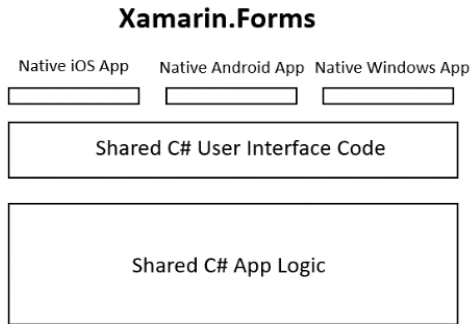 Xamarin.Forms
Native iOS App Native Android App Native Windows App
Shared C# User Interface Code
Shared C# App Logic